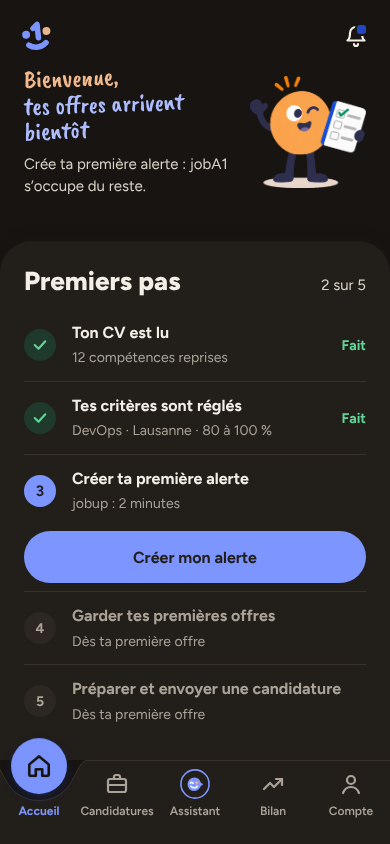 Bienvenue,
tes offres arrivent
bientôt
Crée ta première alerte : jobA1
s’occupe du reste.
Premiers pas
2 sur 5
Ton CV est lu
12 compétences reprises
Fait
Tes critères sont réglés
DevOps · Lausanne · 80 à 100 %
Fait
3
Créer ta première alerte
jobup : 2 minutes
Créer mon alerte
4
Garder tes premières offres
Dès ta première offre
5
Préparer et envoyer une candidature
Dès ta première offre
Accueil
Candidatures
Assistant
Bilan
Compte